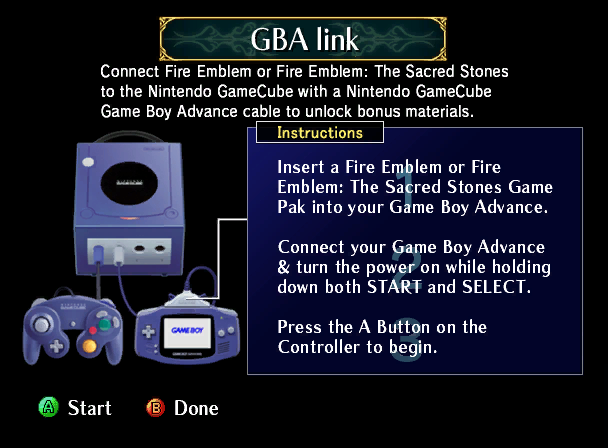 GBA link
Connect Fire Emblem or Fire Emblem: The Sacred Stones
to the Nintendo GameCube with a Nintendo GameCube
Game Boy Advance cable to unlock bonus materials.
Instructions
1
Insert a Fire Emblem or Fire
Emblem: The Sacred Stones Game
Pak into your Game Boy Advance.
2
Connect your Game Boy Advance
& turn the power on while holding
down both START and SELECT.
3
Press the A Button on the
Controller to begin.
GAME BOY
A Start
B Done